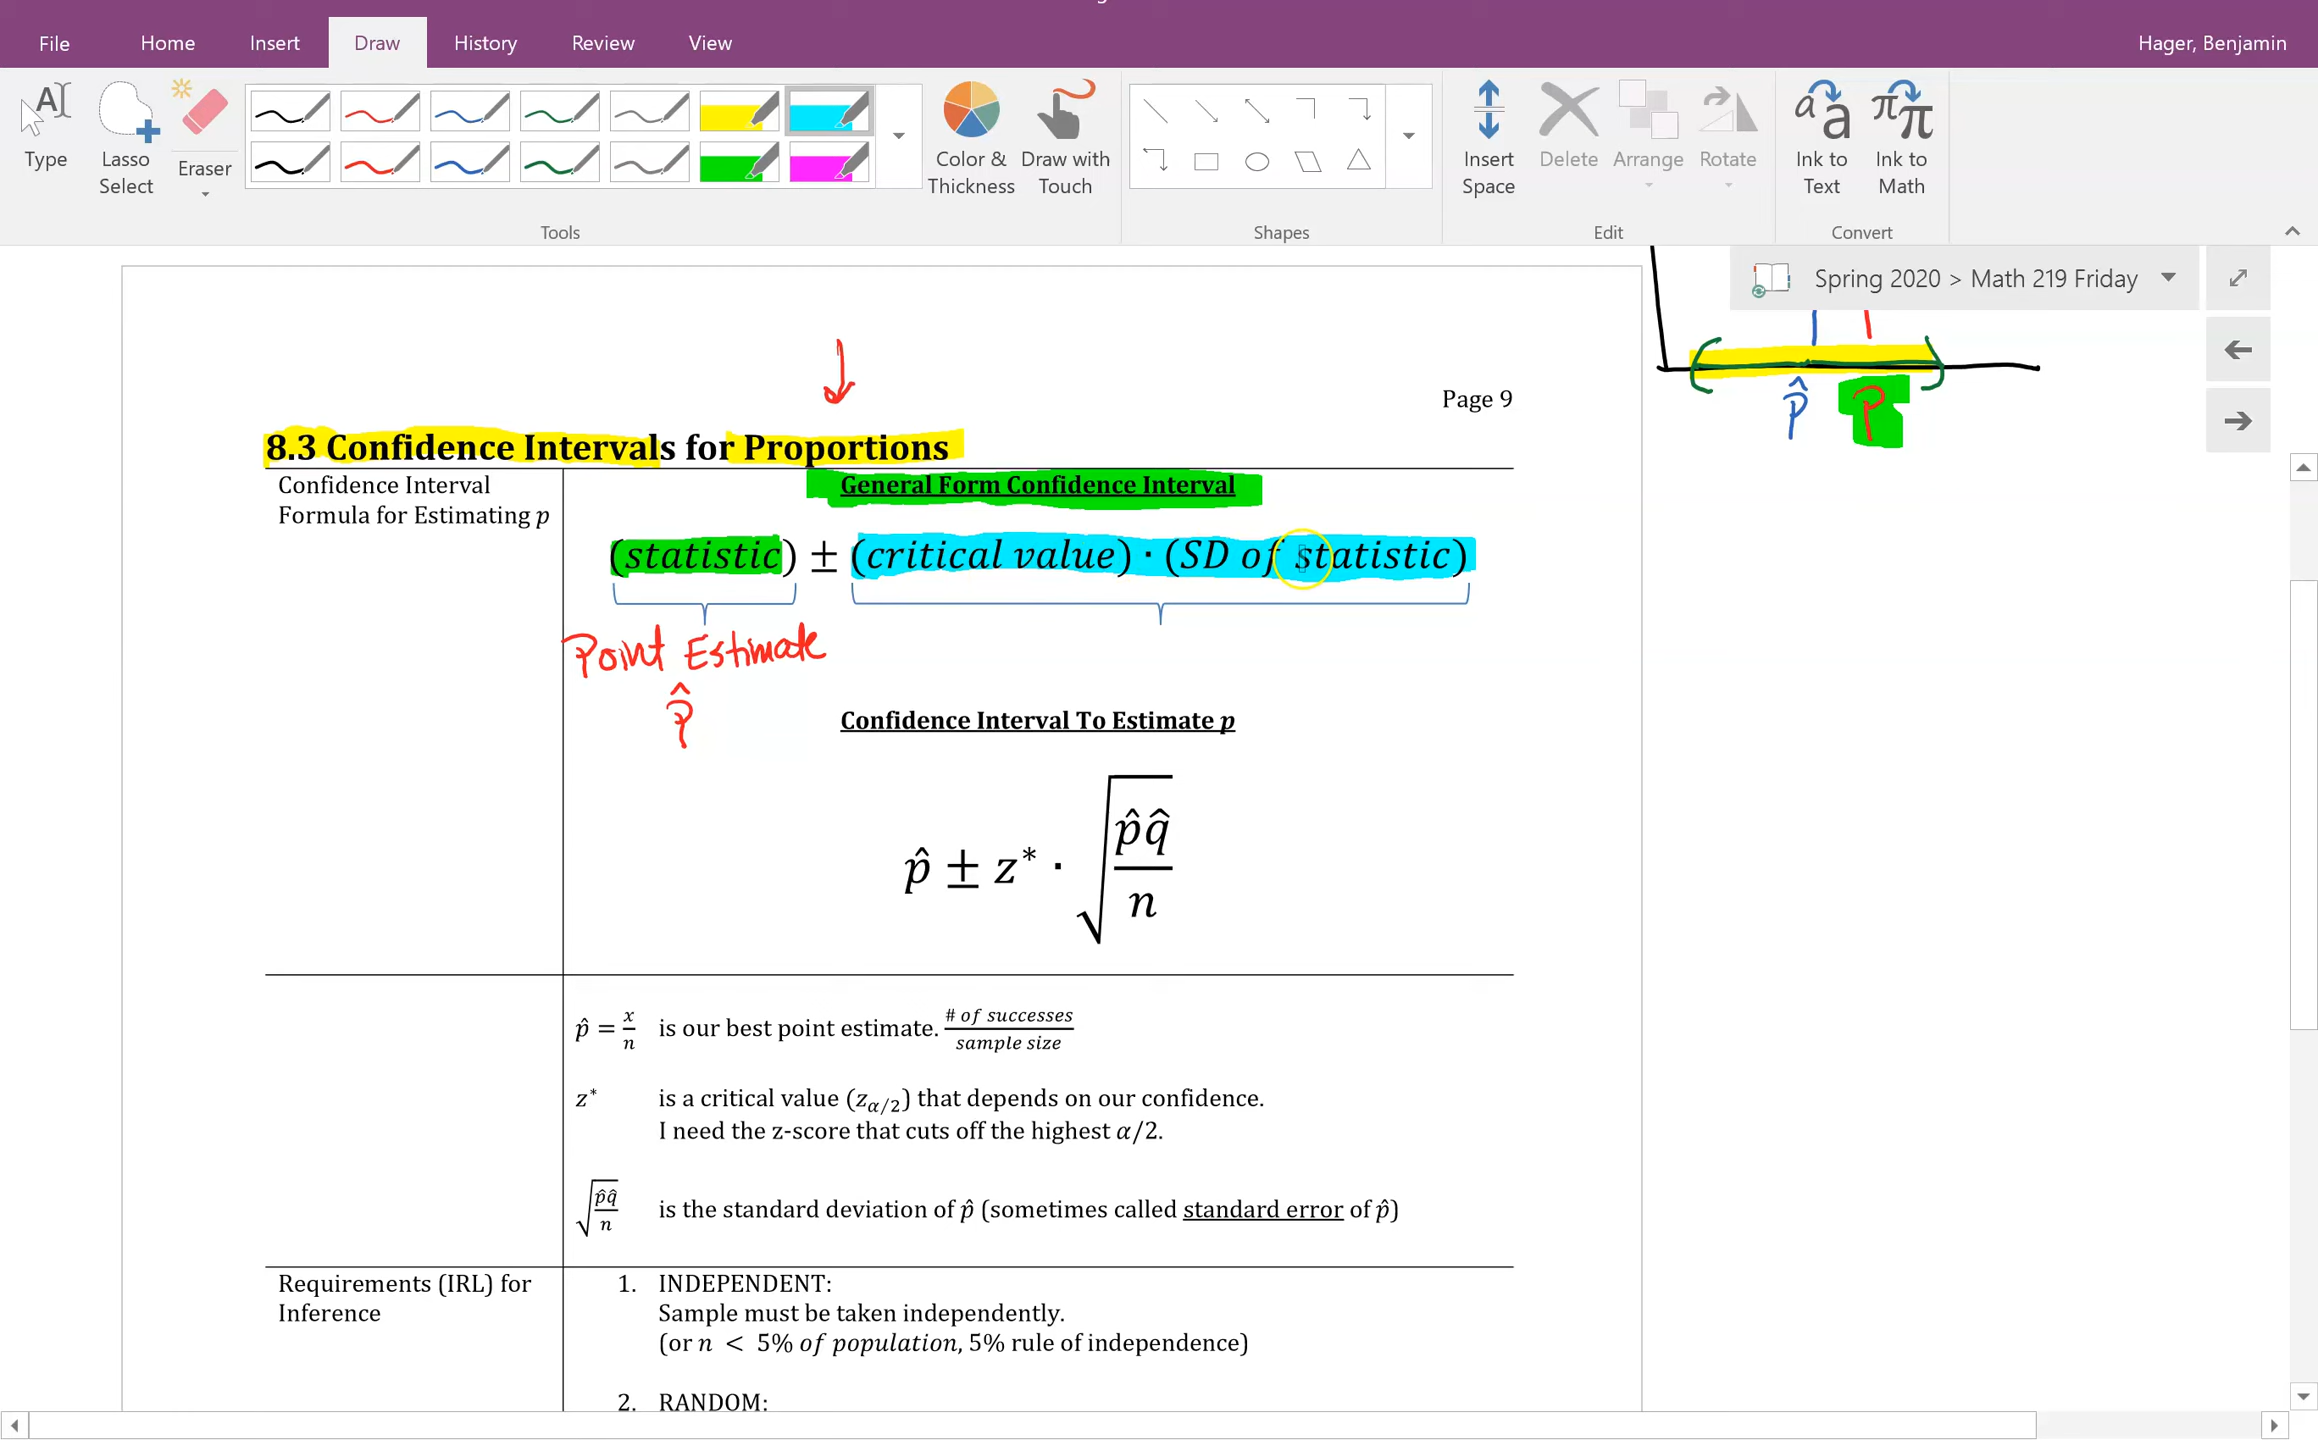 File Home Insert Draw History Review View Hager, Benjamin
Type Lasso Select Eraser Color & Thickness Draw with Touch Insert Space Delete Arrange Rotate Ink to Text Ink to Math
Tools Shapes Edit Convert
Spring 2020 > Math 219 Friday
p̂ p
Page 9
8.3 Confidence Intervals for Proportions
Confidence Interval
Formula for Estimating p
General Form Confidence Interval
(statistic) ± (critical value) · (SD of statistic)
Point Estimate
p̂
Confidence Interval To Estimate p
p̂ ± z* · √(p̂q̂/n)
p̂ = x/n is our best point estimate. # of successes/sample size
z* is a critical value (z_α/2) that depends on our confidence.
I need the z-score that cuts off the highest α/2.
√(p̂q̂/n) is the standard deviation of p̂ (sometimes called standard error of p̂)
Requirements (IRL) for
Inference
1. INDEPENDENT:
Sample must be taken independently.
(or n < 5% of population, 5% rule of independence)
2. RANDOM: